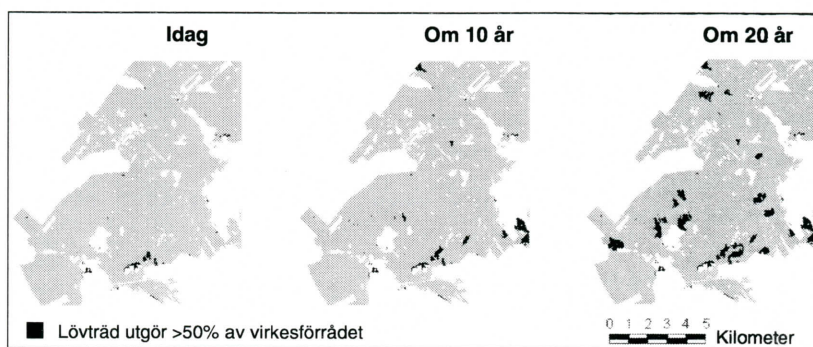 Idag
Om 10 år
Om 20 år
Lövträd utgör >50% av virkesförrådet
0 1 2 3 4 5
Kilometer